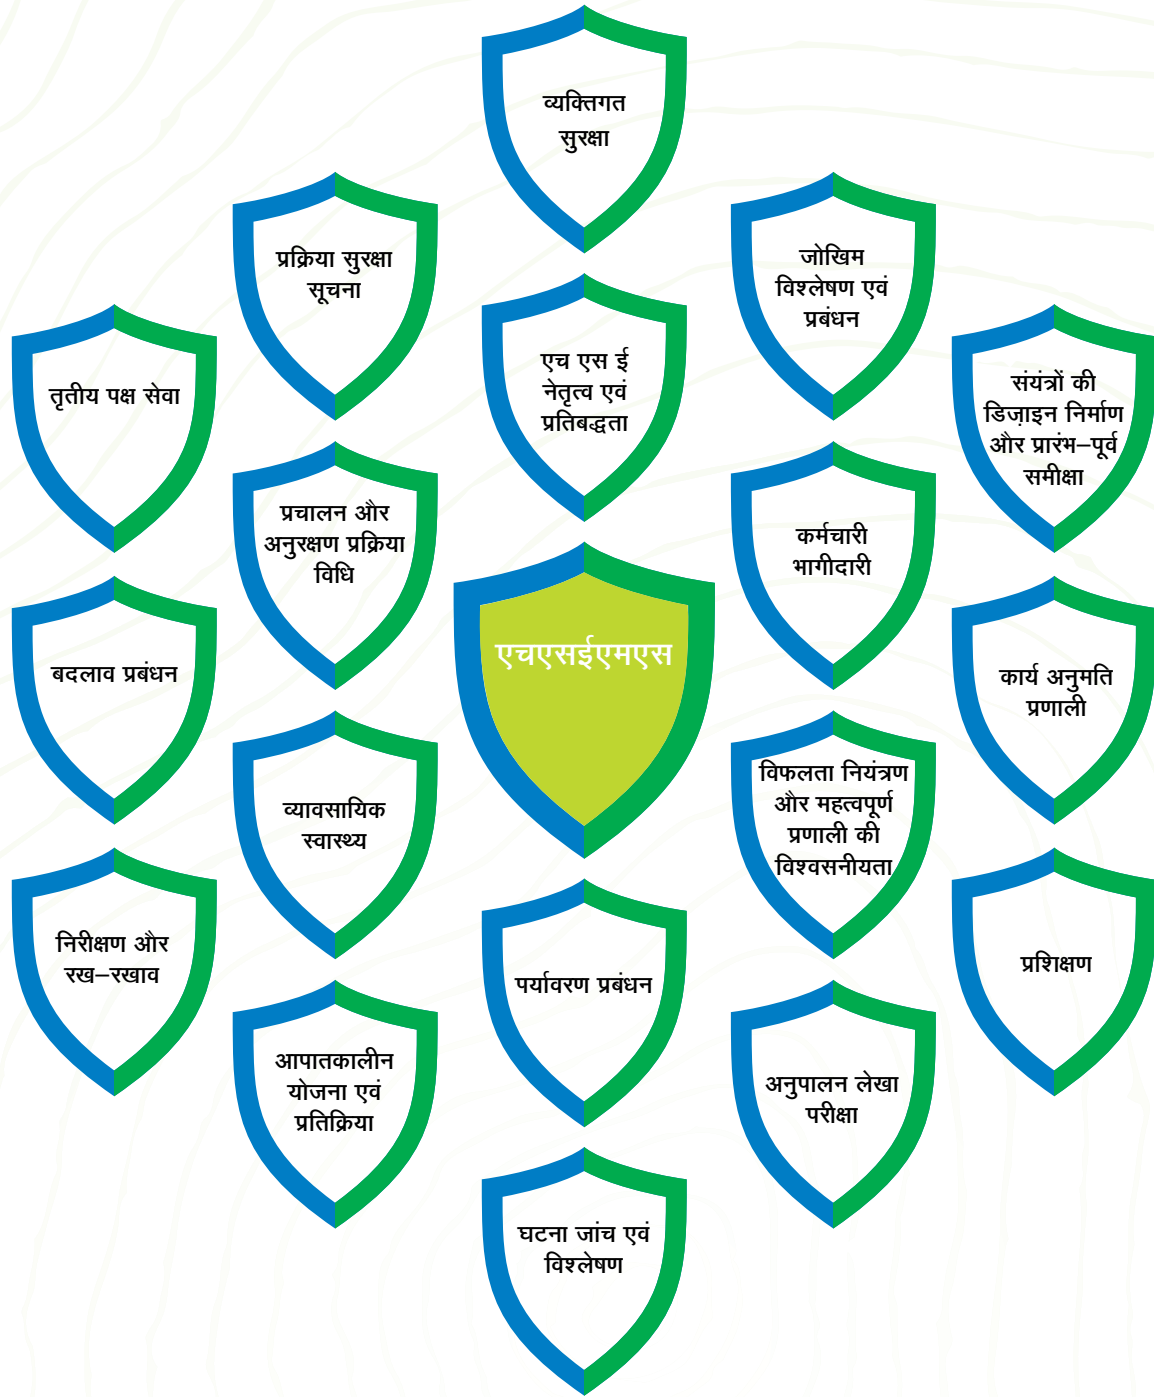 व्यक्तिगत
सुरक्षा
प्रक्रिया सुरक्षा
सूचना
जोखिम
विश्लेषण एवं
प्रबंधन
तृतीय पक्ष सेवा
एच एस ई
नेतृत्व एवं
प्रतिबद्धता
संयंत्रों की
डिज़ाइन निर्माण
और प्रारंभ–पूर्व
समीक्षा
प्रचालन और
अनुरक्षण प्रक्रिया
विधि
कर्मचारी
भागीदारी
एचएसईएमएस
बदलाव प्रबंधन
कार्य अनुमति
प्रणाली
व्यावसायिक
स्वास्थ्य
विफलता नियंत्रण
और महत्वपूर्ण
प्रणाली की
विश्वसनीयता
निरीक्षण और
रख–रखाव
पर्यावरण प्रबंधन
प्रशिक्षण
आपातकालीन
योजना एवं
प्रतिक्रिया
अनुपालन लेखा
परीक्षा
घटना जांच एवं
विश्लेषण